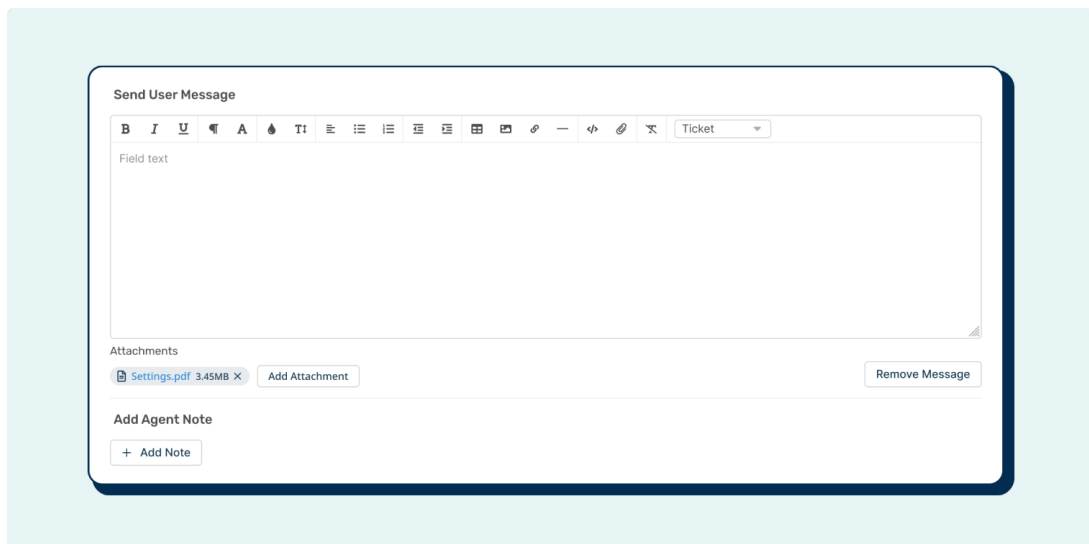 Send User Message
B I U ¶ A T↕ </> Ticket
Field text
Attachments
Settings.pdf 3.45MB ×
Add Attachment
Remove Message
Add Agent Note
+ Add Note